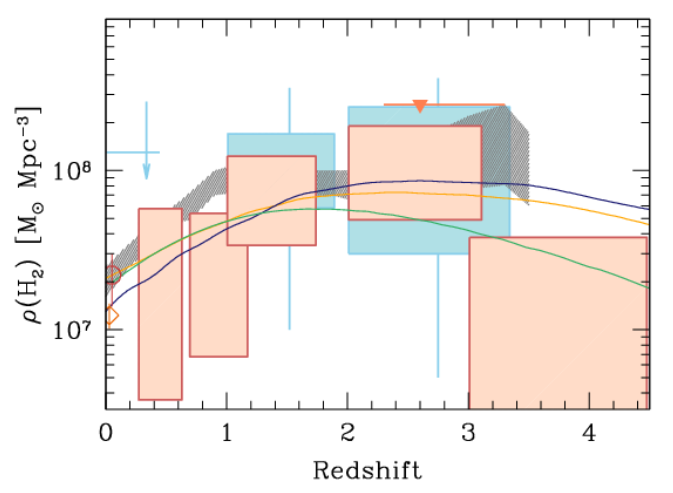 ρ(H₂) [M⊙ Mpc⁻³]
10⁸
10⁷
0 1 2 3 4
Redshift